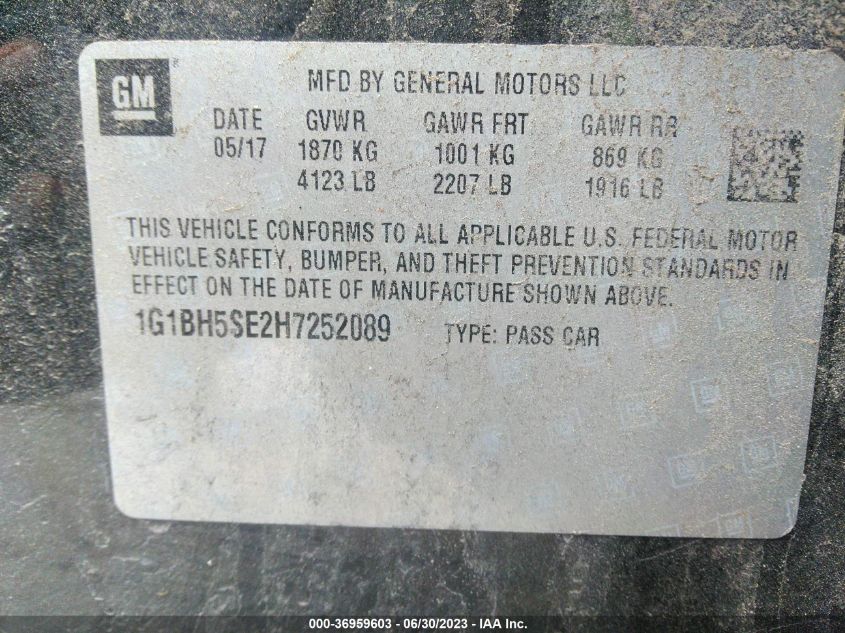 GM
MFD BY GENERAL MOTORS LLC
DATE GVWR GAWR FRT GAWR RR
05/17 1870 KG 1001 KG 869 KG
4123 LB 2207 LB 1916 LB
THIS VEHICLE CONFORMS TO ALL APPLICABLE U.S. FEDERAL MOTOR
VEHICLE SAFETY, BUMPER, AND THEFT PREVENTION STANDARDS IN
EFFECT ON THE DATE OF MANUFACTURE SHOWN ABOVE.
1G1BH5SE2H7252089 TYPE: PASS CAR
000-36959603 - 06/30/2023 - IAA Inc.